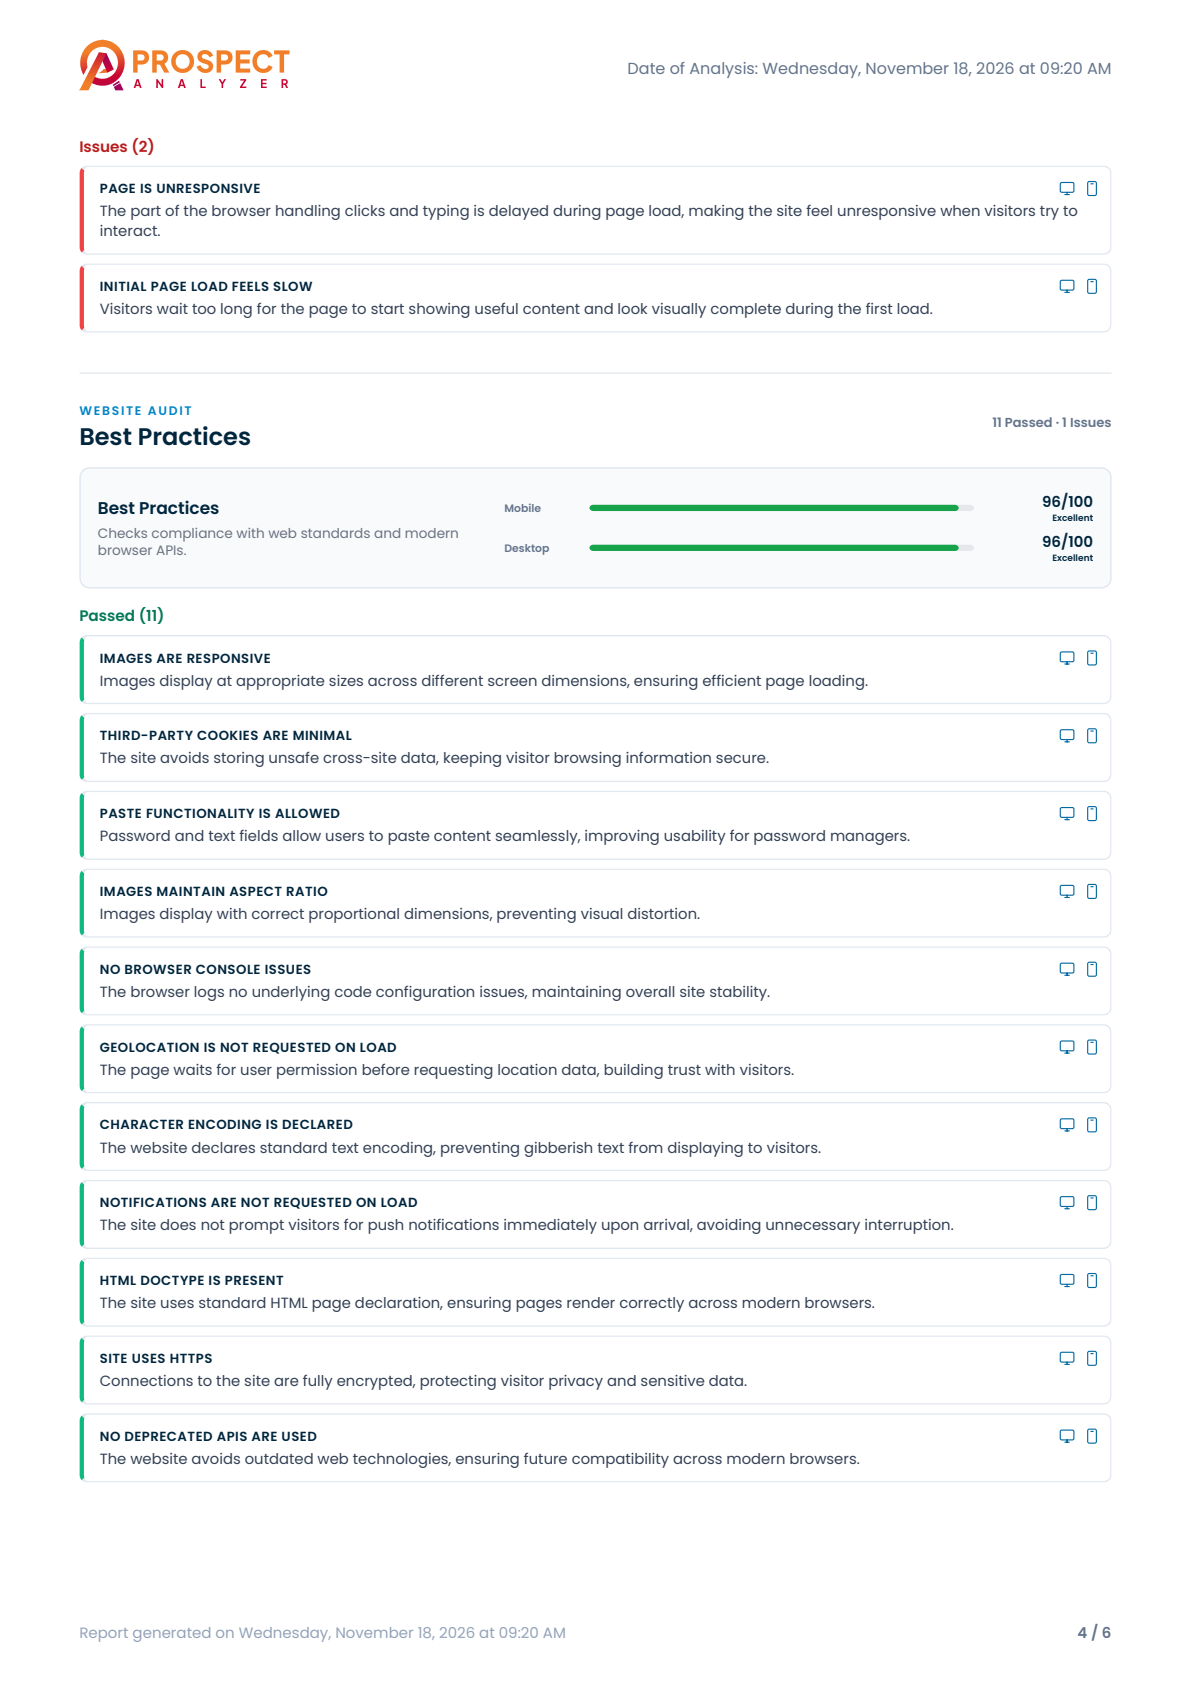 PROSPECT
ANALYZER
Date of Analysis: Wednesday, November 18, 2026 at 09:20 AM
Issues (2)
PAGE IS UNRESPONSIVE
The part of the browser handling clicks and typing is delayed during page load, making the site feel unresponsive when visitors try to
interact.
INITIAL PAGE LOAD FEELS SLOW
Visitors wait too long for the page to start showing useful content and look visually complete during the first load.
WEBSITE AUDIT
Best Practices
11 Passed · 1 Issues
Best Practices
Checks compliance with web standards and modern
browser APIs.
Mobile
96/100
Excellent
Desktop
96/100
Excellent
Passed (11)
IMAGES ARE RESPONSIVE
Images display at appropriate sizes across different screen dimensions, ensuring efficient page loading.
THIRD-PARTY COOKIES ARE MINIMAL
The site avoids storing unsafe cross-site data, keeping visitor browsing information secure.
PASTE FUNCTIONALITY IS ALLOWED
Password and text fields allow users to paste content seamlessly, improving usability for password managers.
IMAGES MAINTAIN ASPECT RATIO
Images display with correct proportional dimensions, preventing visual distortion.
NO BROWSER CONSOLE ISSUES
The browser logs no underlying code configuration issues, maintaining overall site stability.
GEOLOCATION IS NOT REQUESTED ON LOAD
The page waits for user permission before requesting location data, building trust with visitors.
CHARACTER ENCODING IS DECLARED
The website declares standard text encoding, preventing gibberish text from displaying to visitors.
NOTIFICATIONS ARE NOT REQUESTED ON LOAD
The site does not prompt visitors for push notifications immediately upon arrival, avoiding unnecessary interruption.
HTML DOCTYPE IS PRESENT
The site uses standard HTML page declaration, ensuring pages render correctly across modern browsers.
SITE USES HTTPS
Connections to the site are fully encrypted, protecting visitor privacy and sensitive data.
NO DEPRECATED APIS ARE USED
The website avoids outdated web technologies, ensuring future compatibility across modern browsers.
Report generated on Wednesday, November 18, 2026 at 09:20 AM
4 / 6